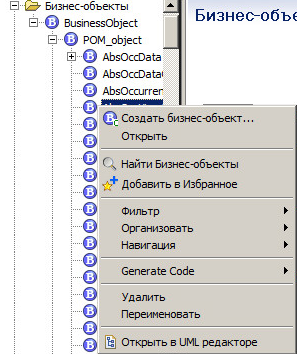 Бизнес-объекты
Бизнес-объе
BusinessObject
POM_object
AbsOccData
AbsOccData
AbsOccurren
Создать бизнес-объект...
Открыть
Найти Бизнес-объекты
Добавить в Избранное
Фильтр
Организовать
Навигация
Generate Code
Удалить
Переименовать
Открыть в UML редакторе